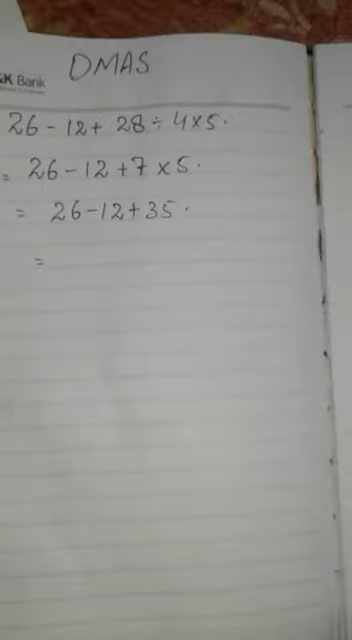 &K Bank
DMAS
26 - 12 + 28 ÷ 4 × 5.
= 26 - 12 + 7 × 5.
= 26 - 12 + 35.
=